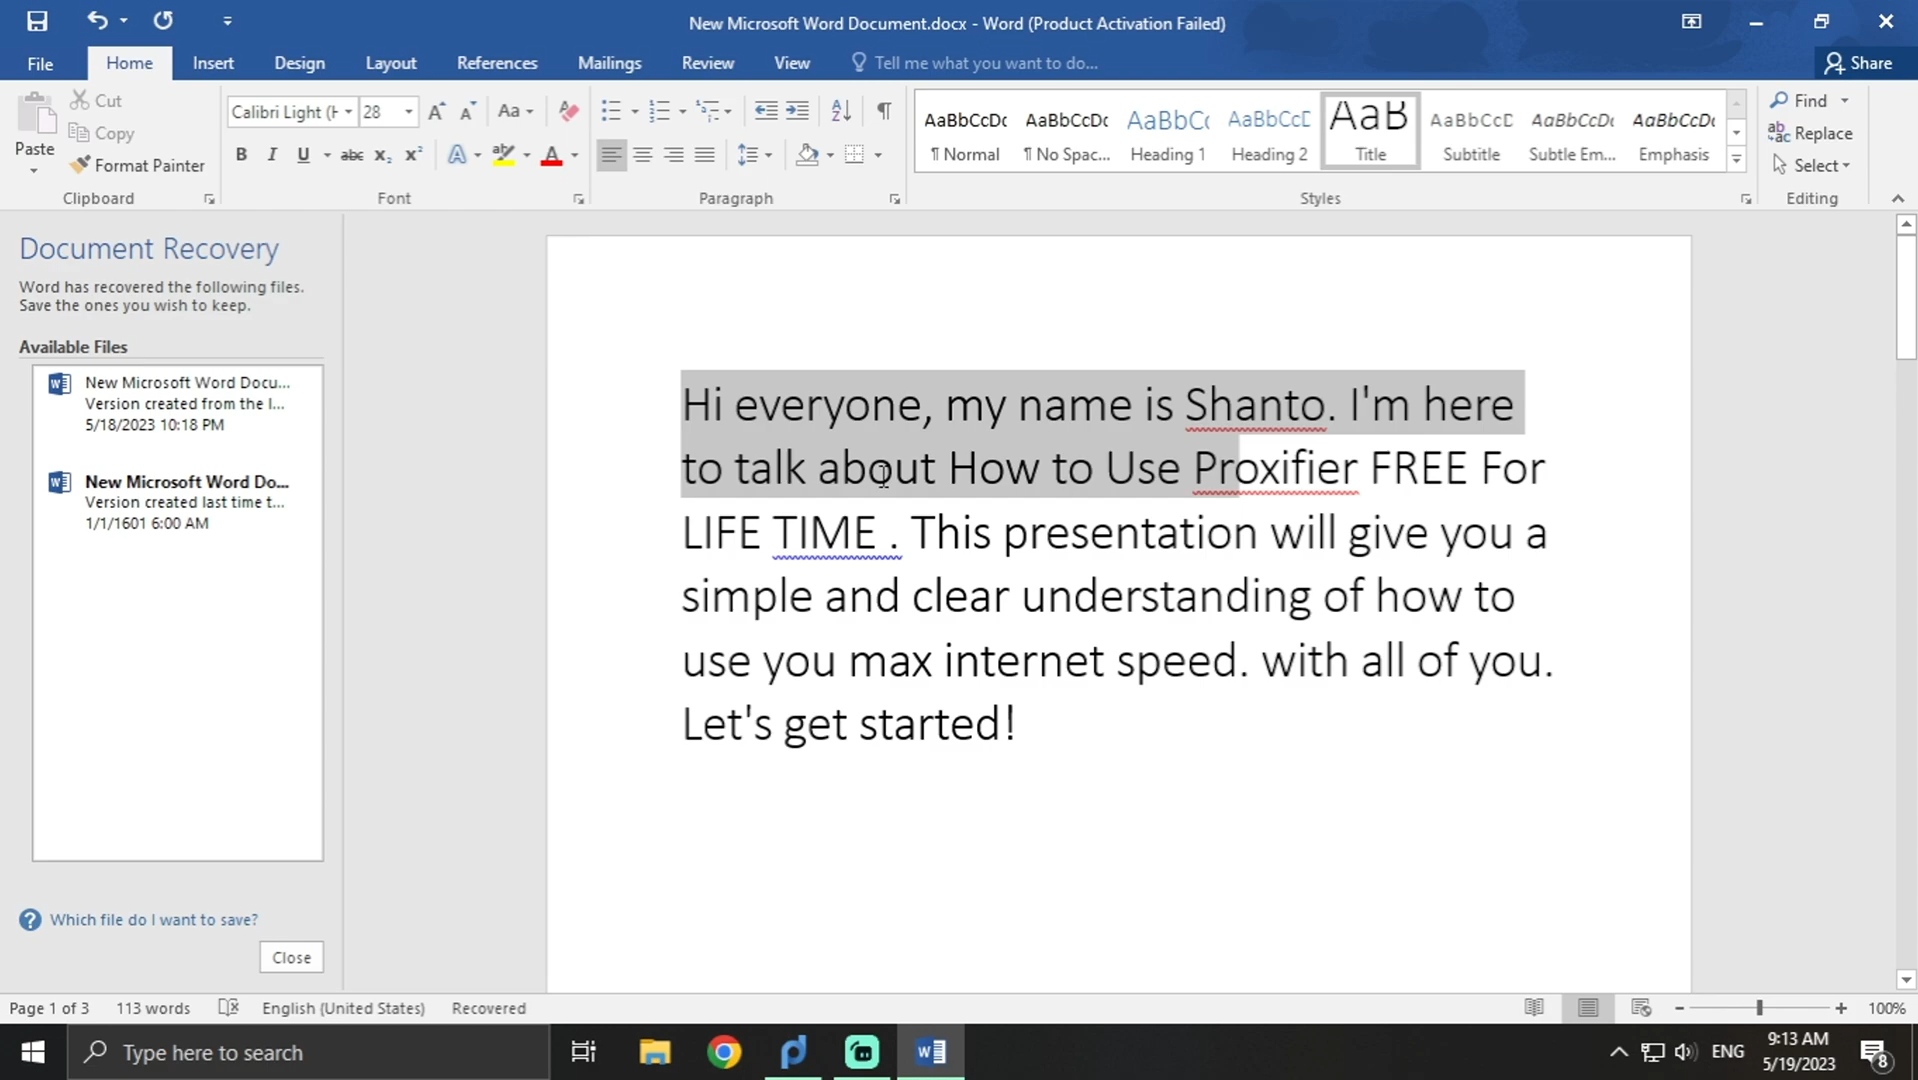 New Microsoft Word Document.docx - Word (Product Activation Failed)
File Home Insert Design Layout References Mailings Review View Tell me what you want to do... Share
Paste
Cut
Copy
Format Painter
Clipboard
Calibri Light (H 28
Font
Paragraph
AaBbCcDc AaBbCcDc AaBbCc AaBbCcD AaB AaBbCcD AaBbCcDc AaBbCcDc
¶ Normal ¶ No Spac... Heading 1 Heading 2 Title Subtitle Subtle Em... Emphasis
Styles
Find
Replace
Select
Editing
Document Recovery
Word has recovered the following files.
Save the ones you wish to keep.
Available Files
New Microsoft Word Docu...
Version created from the l...
5/18/2023 10:18 PM
New Microsoft Word Do...
Version created last time t...
1/1/1601 6:00 AM
Which file do I want to save?
Close
Hi everyone, my name is Shanto. I'm here
to talk about How to Use Proxifier FREE For
LIFE TIME . This presentation will give you a
simple and clear understanding of how to
use you max internet speed. with all of you.
Let's get started!
Page 1 of 3 113 words English (United States) Recovered 100%
Type here to search
ENG
9:13 AM
5/19/2023
8